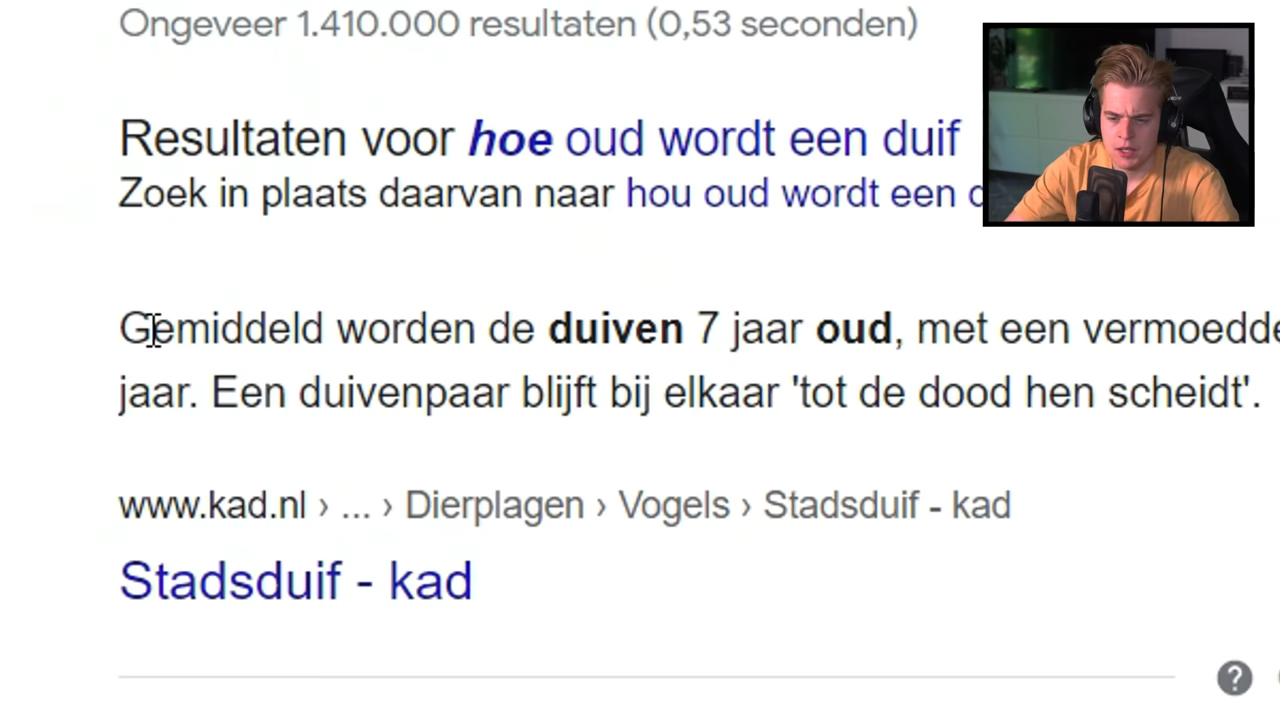 Ongeveer 1.410.000 resultaten (0,53 seconden)
Resultaten voor hoe oud wordt een duif
Zoek in plaats daarvan naar hou oud wordt een
Gemiddeld worden de duiven 7 jaar oud, met een
jaar. Een duivenpaar blijft bij elkaar 'tot de dood hen scheidt'.
www.kad.nl › ... › Dierplagen › Vogels › Stadsduif - kad
Stadsduif - kad
?